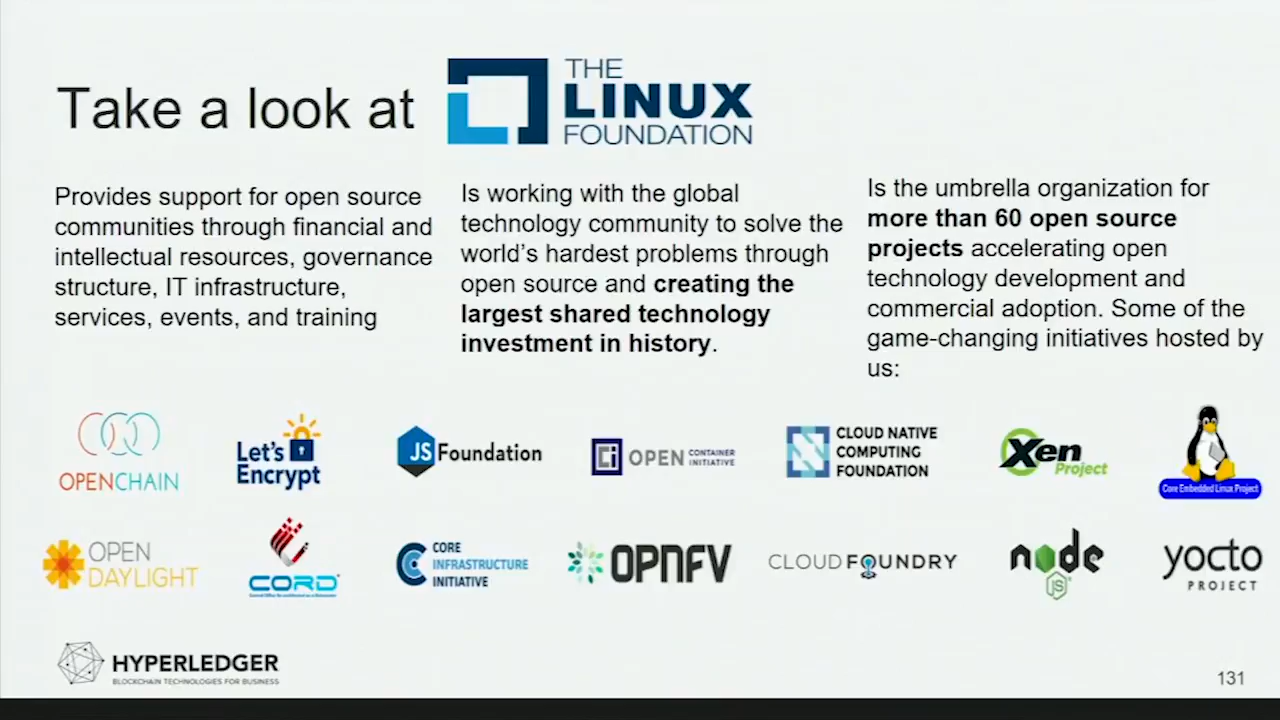 Take a look at
THE
LINUX
FOUNDATION
Provides support for open source
communities through financial and
intellectual resources, governance
structure, IT infrastructure,
services, events, and training
Is working with the global
technology community to solve the
world's hardest problems through
open source and creating the
largest shared technology
investment in history.
Is the umbrella organization for
more than 60 open source
projects accelerating open
technology development and
commercial adoption. Some of the
game-changing initiatives hosted by
us:
OPENCHAIN
Let's
Encrypt
JS Foundation
OPEN CONTAINER
INITIATIVE
CLOUD NATIVE
COMPUTING
FOUNDATION
Xen
Project
Core Embedded Linux Project
OPEN
DAYLIGHT
CORD
CORE
INFRASTRUCTURE
INITIATIVE
OPNFV
CLOUD FOUNDRY
node
JS
yocto
PROJECT
HYPERLEDGER
BLOCKCHAIN TECHNOLOGIES FOR BUSINESS
131